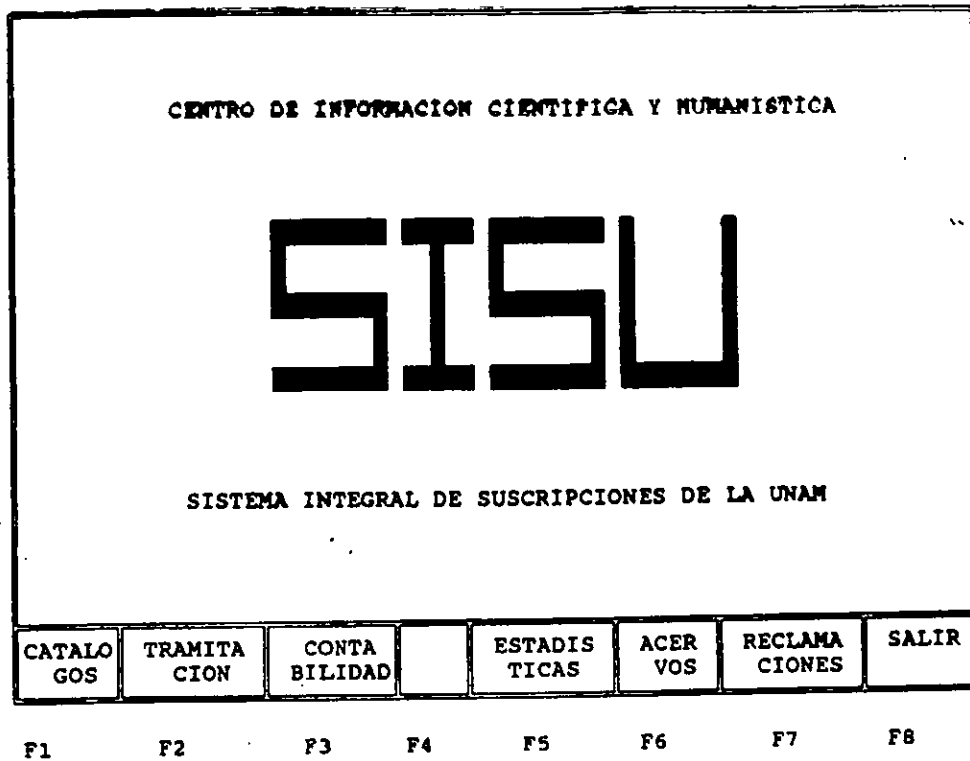 CENTRO DE INFORMACION CIENTIFICA Y HUMANISTICA
SISU
SISTEMA INTEGRAL DE SUSCRIPCIONES DE LA UNAM
CATALO TRAMITA CONTA ESTADIS ACER RECLAMA SALIR
GOS CION BILIDAD TICAS VOS CIONES
F1 F2 F3 F4 F5 F6 F7 F8